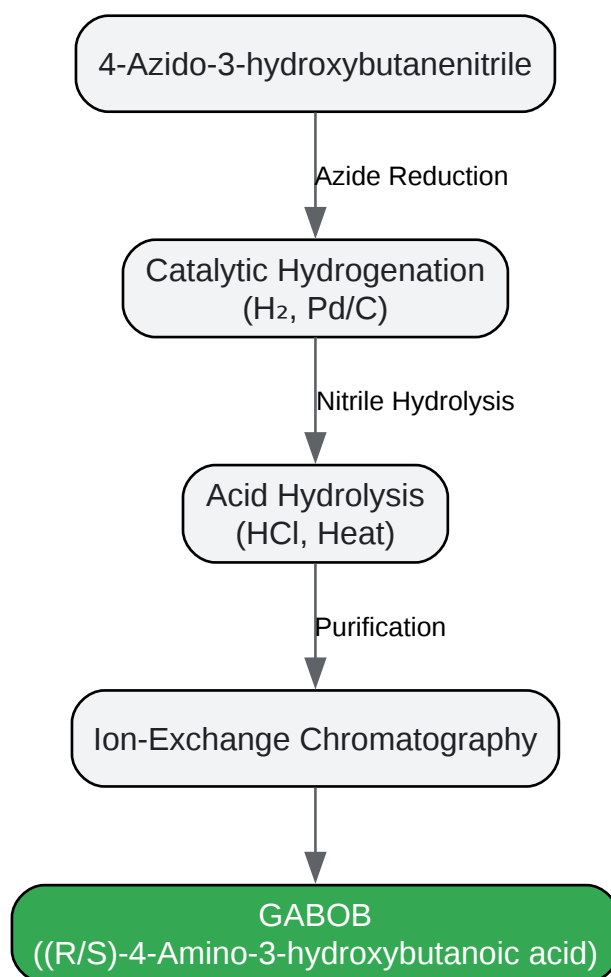 4-Azido-3-hydroxybutanenitrile
Azide Reduction
Catalytic Hydrogenation
(H₂, Pd/C)
Nitrile Hydrolysis
Acid Hydrolysis
(HCl, Heat)
Purification
Ion-Exchange Chromatography
GABOB
((R/S)-4-Amino-3-hydroxybutanoic acid)